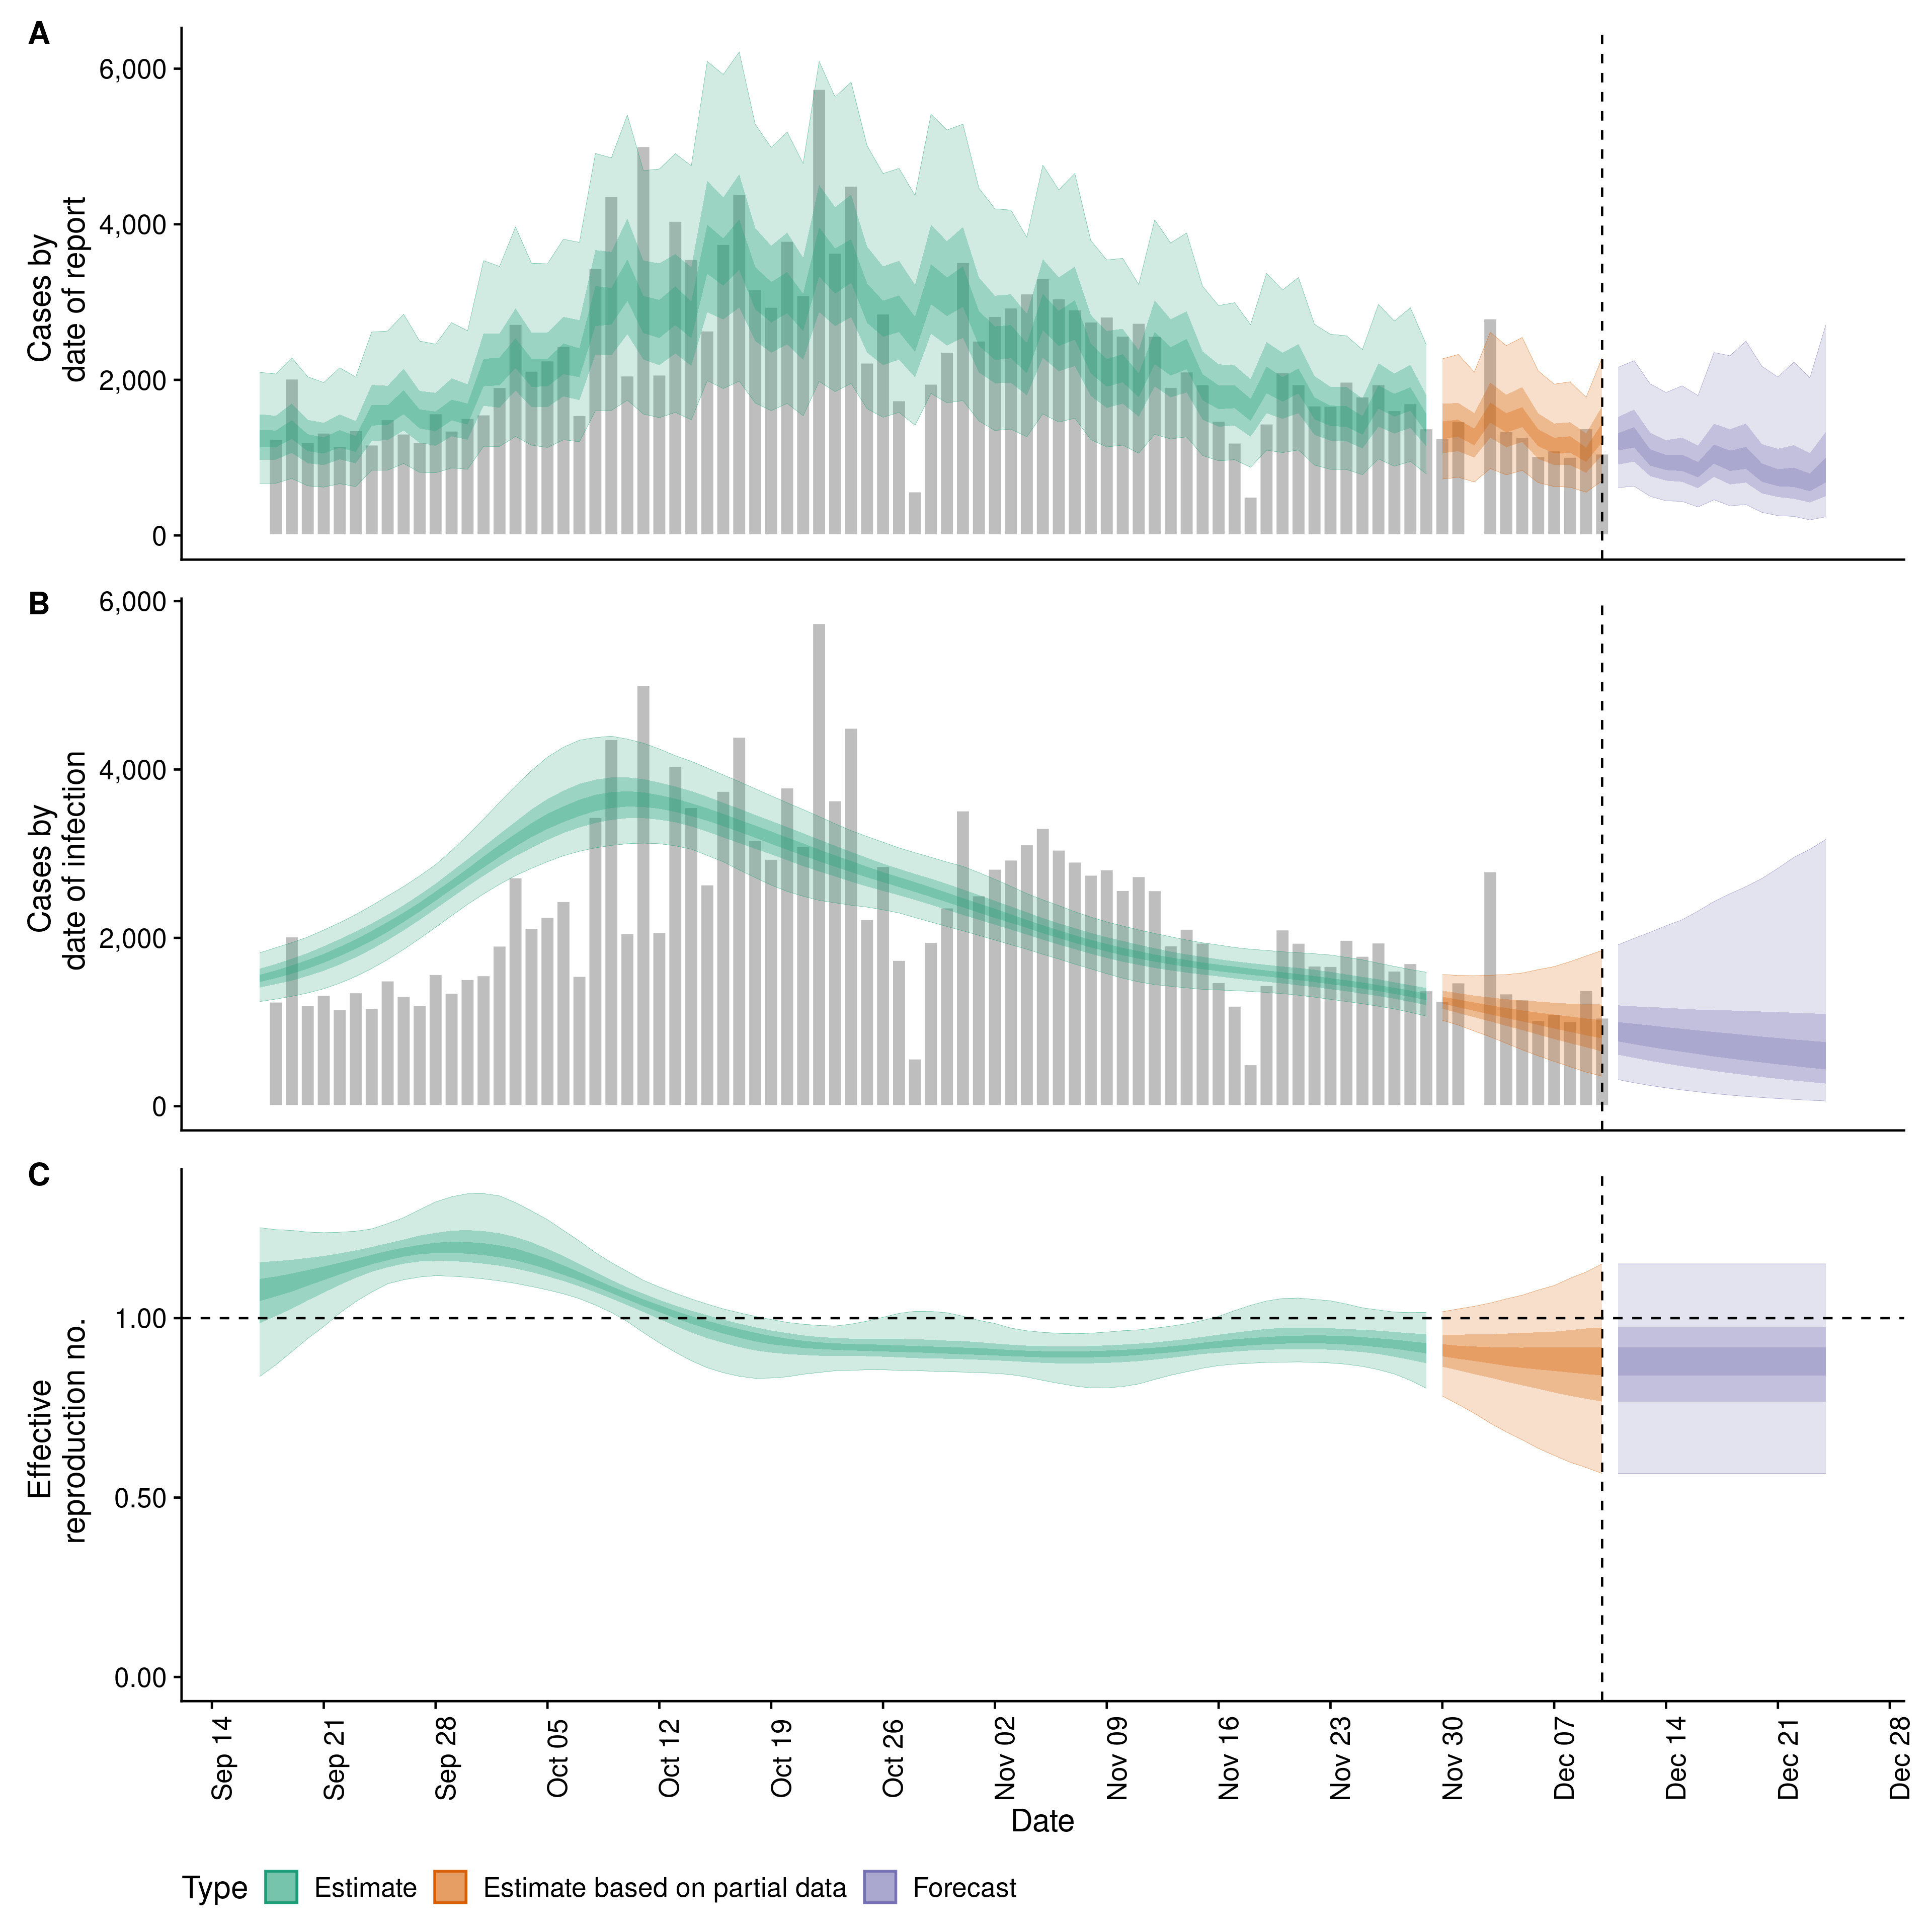 A
Cases by
date of report
6,000
4,000
2,000
0
B
Cases by
date of infection
6,000
4,000
2,000
0
C
Effective
reproduction no.
1.00
0.50
0.00
Sep 14
Sep 21
Sep 28
Oct 05
Oct 12
Oct 19
Oct 26
Nov 02
Nov 09
Nov 16
Nov 23
Nov 30
Dec 07
Dec 14
Dec 21
Dec 28
Date
Type Estimate Estimate based on partial data Forecast